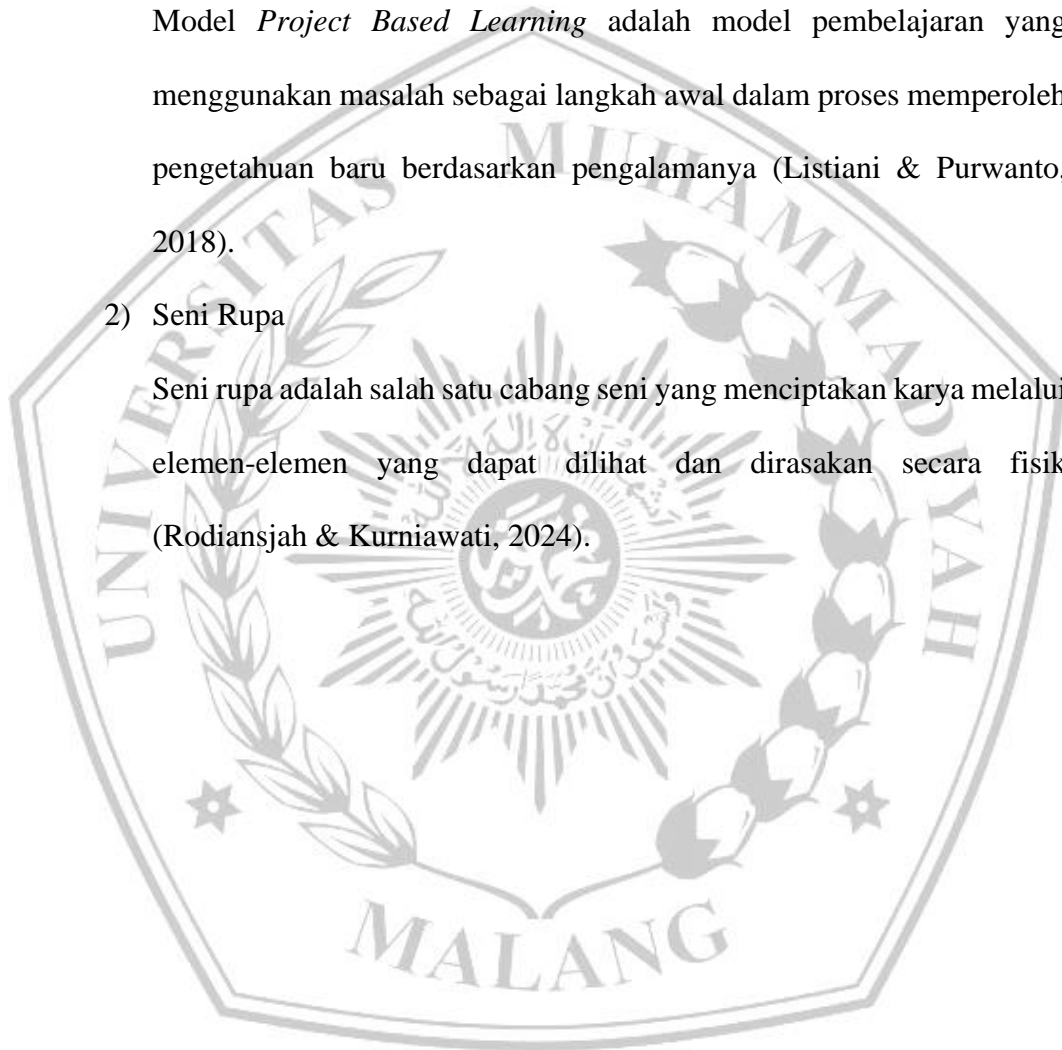 Model Project Based Learning adalah model pembelajaran yang
menggunakan masalah sebagai langkah awal dalam proses memperoleh
pengetahuan baru berdasarkan pengalamanya (Listiani & Purwanto,
2018).
2) Seni Rupa
Seni rupa adalah salah satu cabang seni yang menciptakan karya melalui
elemen-elemen yang dapat dilihat dan dirasakan secara fisik
(Rodiansjah & Kurniawati, 2024).
UNIVERSITAS MUHAMMADIYAH
MALANG